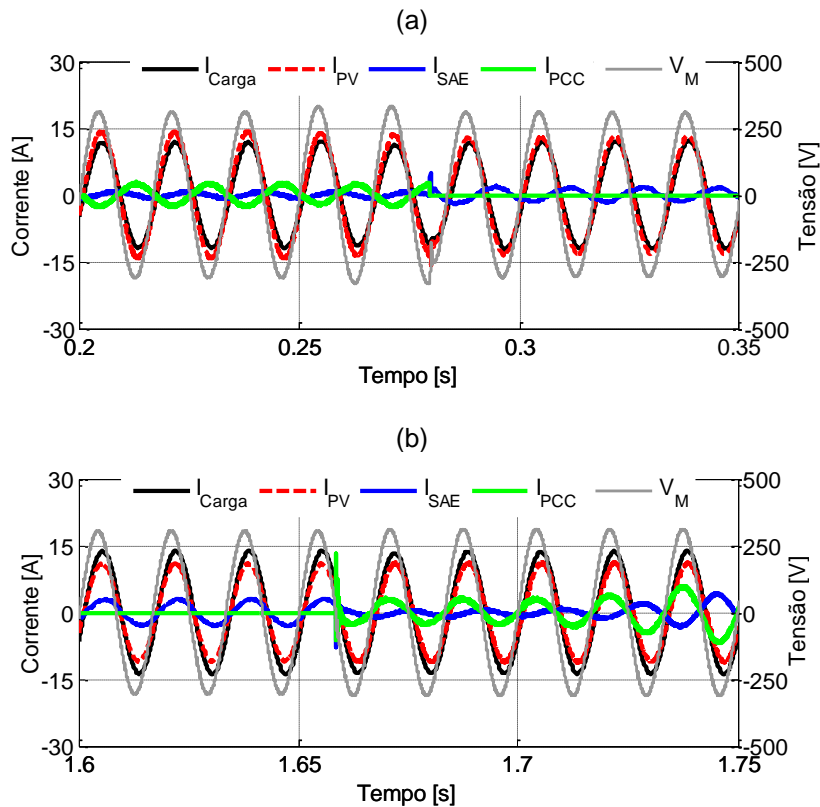 (a)
I_Carga I_PV I_SAE I_PCC V_M
30
15
0
-15
-30
Corrente [A]
500
250
0
-250
-500
Tensão [V]
0.2 0.25 0.3 0.35
Tempo [s]
(b)
I_Carga I_PV I_SAE I_PCC V_M
30
15
0
-15
-30
Corrente [A]
500
250
0
-250
-500
Tensão [V]
1.6 1.65 1.7 1.75
Tempo [s]